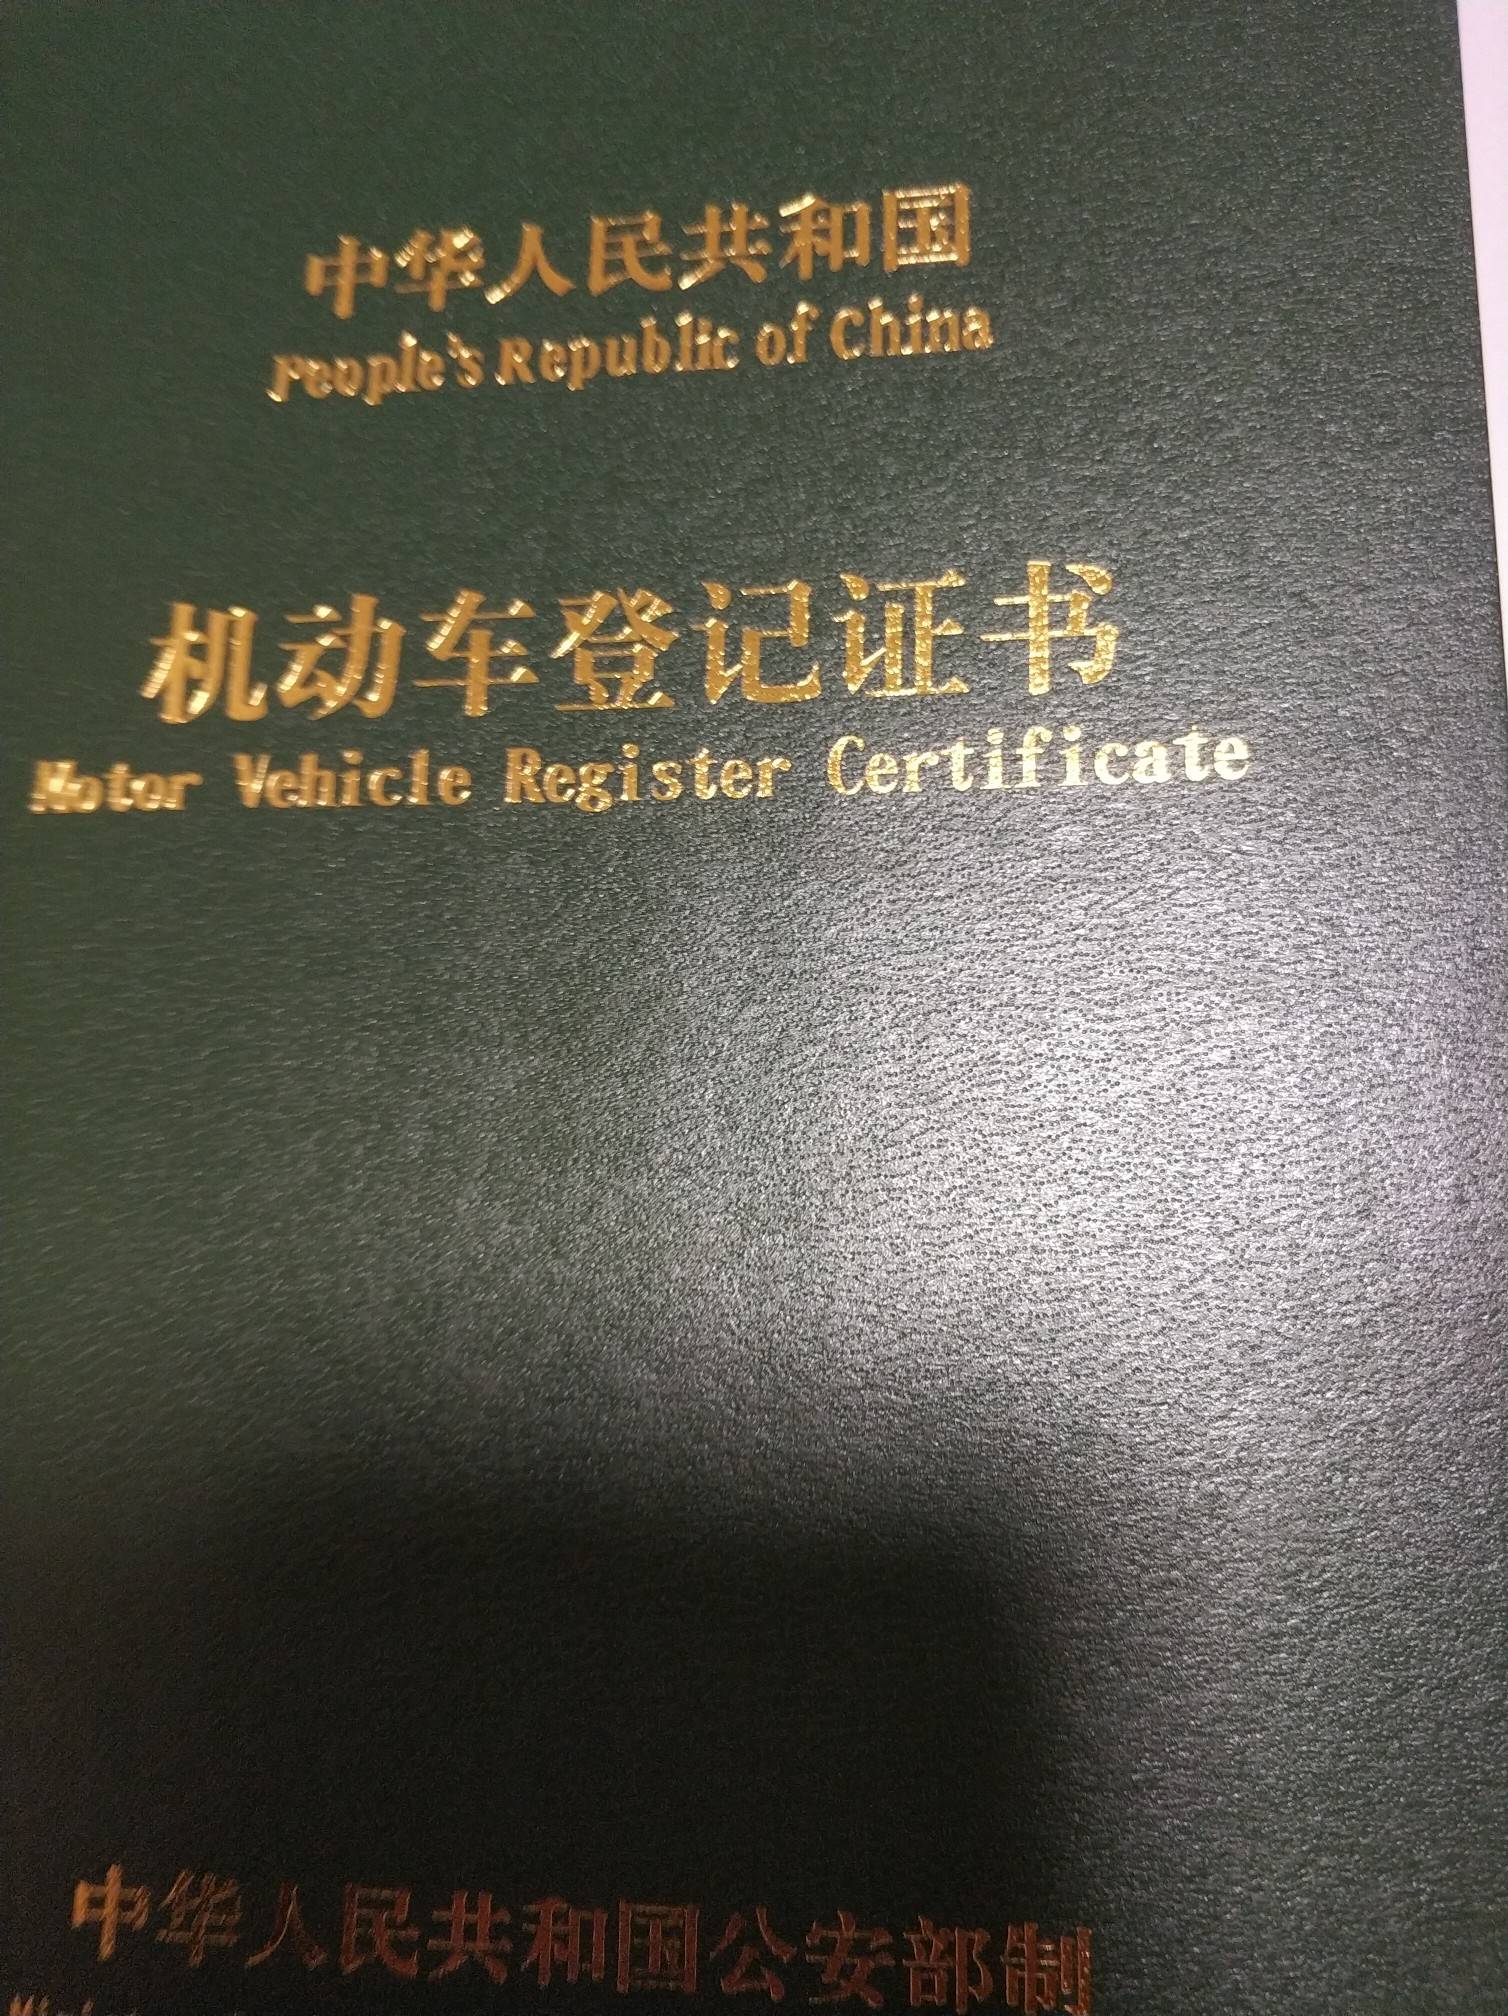 中华人民共和国
People's Republic of China
机动车登记证书
Motor Vehicle Register Certificate
中华人民共和国公安部制